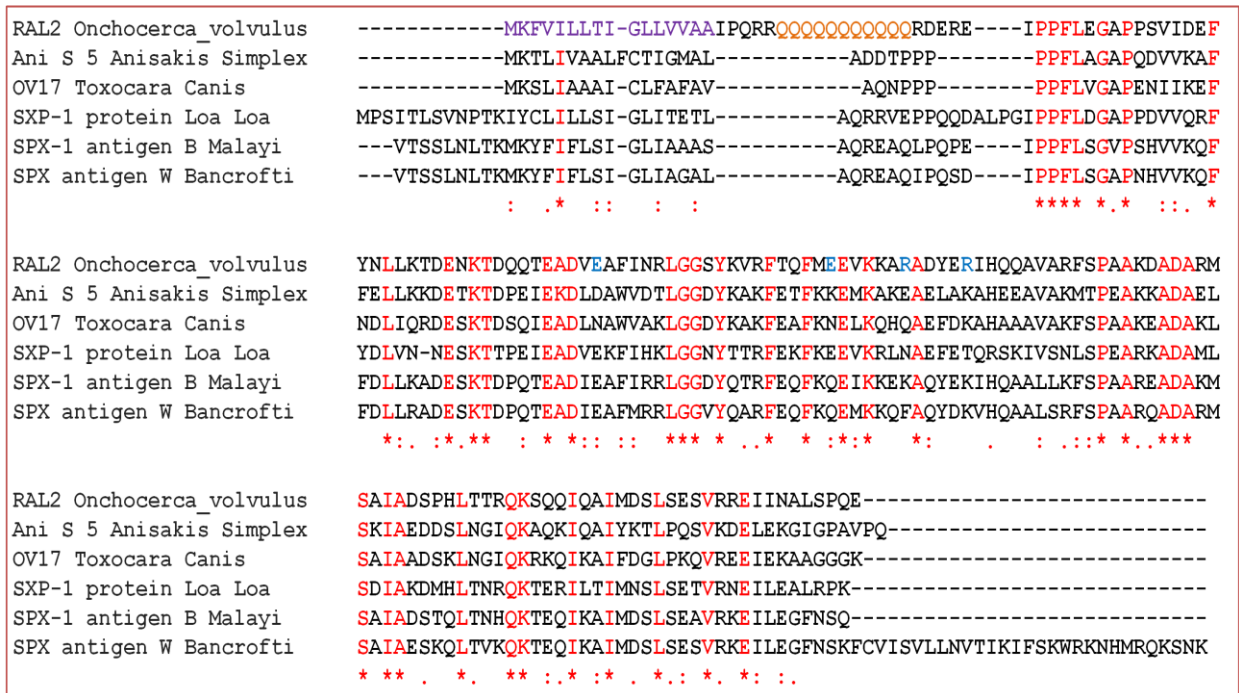 RAL2 Onchocerca_volvulus ------------MKFVILLTI-GLLVVAAIPQRRQQQQQQQQQQQRDERE----IPPFLEGAPPSVIDEF
Ani S 5 Anisakis Simplex ------------MKTLIVAALFCTIGMAL----------ADDTPPP--------PPFLAGAPQDVVKAF
OV17 Toxocara Canis ------------MKSLIAAAI-CLFAFAV----------AQNPPP---------PPFLVGAPENIIKEF
SXP-1 protein Loa Loa MPSITLSVNPTKIYCLILLSI-GLITETL----------AQRRVEPPQQDALPGIPPFLDGAPPDVVQRF
SPX-1 antigen B Malayi ---VTSSLNLTKMKYFIFLSI-GLIAAAS----------AQREAQLPQPE----IPPFLSGVPSHVVKQF
SPX antigen W Bancrofti ---VTSSLNLTKMKYFIFLSI-GLIAGAL----------AQREAQIPQSD----IPPFLSGAPNHVVKQF
: .* :: : : **** *.* ::. *
RAL2 Onchocerca_volvulus YNLLKTDENKTDQQTEADVEAFINRLGGSYKVRFTQFMEEVKKARADYERIHQQAVARFSPAAKDADARM
Ani S 5 Anisakis Simplex FELLKKDETKTDPEIEKDLDAWVDTLGGDYKAKFETFKKEMKAKEAELAKAHEEAVAKMTPEAKKADAEL
OV17 Toxocara Canis NDLIQRDESKTDSQIEADLNAWVAKLGGDYKAKFEAFKNELKQHQAEFDKAHAAAVAKFSPAAKEADAKL
SXP-1 protein Loa Loa YDLVN-NESKTTPEIEADVEKFIHKLGGNYTTRFEKFKEEVKRLNAEFETQRSKIVSNLSPEARKADAML
SPX-1 antigen B Malayi FDLLKADESKTDPQTEADIEAFIRRLGGDYQTRFEQFKQEIKKEKAQYEKIHQAALLKFSPAAREADAKM
SPX antigen W Bancrofti FDLLRADESKTDPQTEADIEAFMRRLGGVYQARFEQFKQEMKKQFAQYDKVHQAALSRFSPAARQADARM
*:. :*.** : * *: :: *** * ..* * :*:* *: . : .::* *..***.:
RAL2 Onchocerca_volvulus SAIADSPHLTTRQKSQQIQAIMDSLSESVRREIINALSPQE-----------------------------
Ani S 5 Anisakis Simplex SKIAEDDSLNGIQKAQKIQAIYKTLPQSVKDELEKGIGPAVPQ---------------------------
OV17 Toxocara Canis SAIAADSKLNGIQKRKQIKAIFDGLPKQVREEIEKAAGGGK-----------------------------
SXP-1 protein Loa Loa SDIAKDMHLTNRQKTERILTIMNSLSETVRNEILEALRPK------------------------------
SPX-1 antigen B Malayi SAIADSTQLTNHQKTEQIKAIMDSLSEAVRKEILEGFNSQ------------------------------
SPX antigen W Bancrofti SAIAESKQLTVKQKTEQIKAIMDSLSESVRKEILEGFNSKFCVISVLLNVTIKIFSKWRKNHMRQKSNK
* ** . *. ** :.* :* . *.: *. *: :.